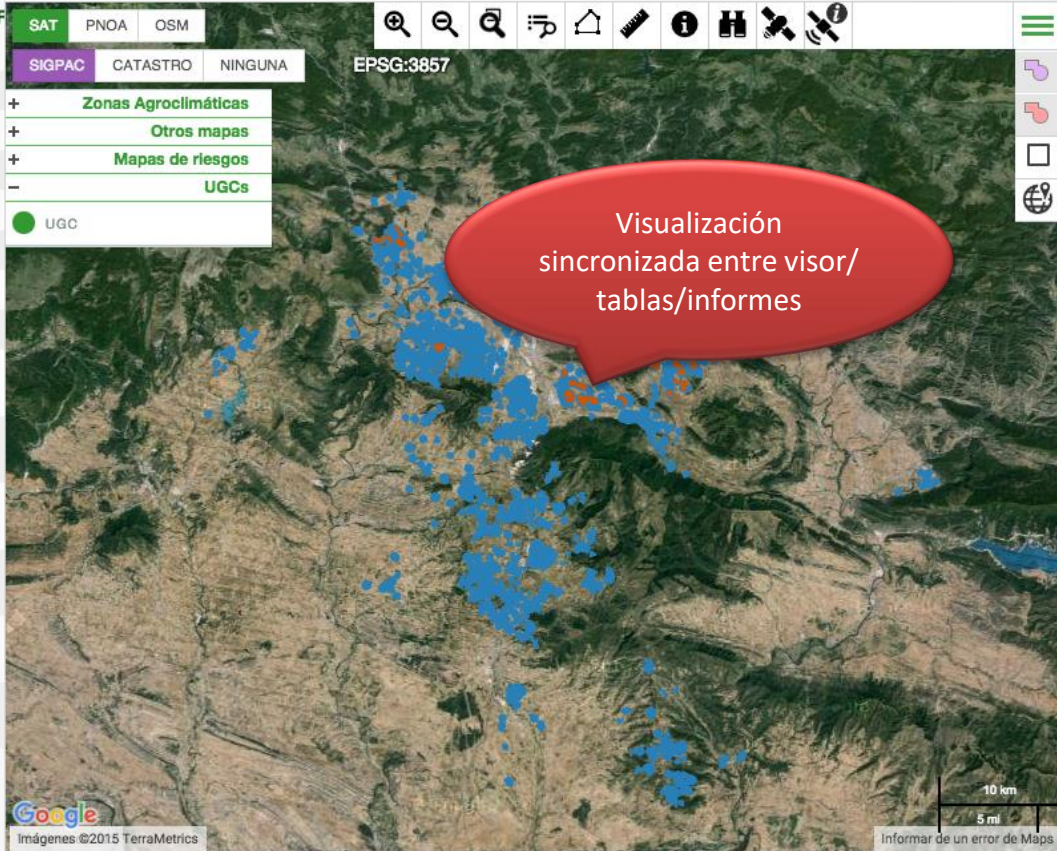 SAT PNOA OSM
SIGPAC CATASTRO NINGUNA
EPSG:3857
+ Zonas Agroclimáticas
+ Otros mapas
+ Mapas de riesgos
− UGCs
UGC
Visualización
sincronizada entre visor/
tablas/informes
10 km
5 mi
Google
Imágenes ©2015 TerraMetrics
Informar de un error de Maps